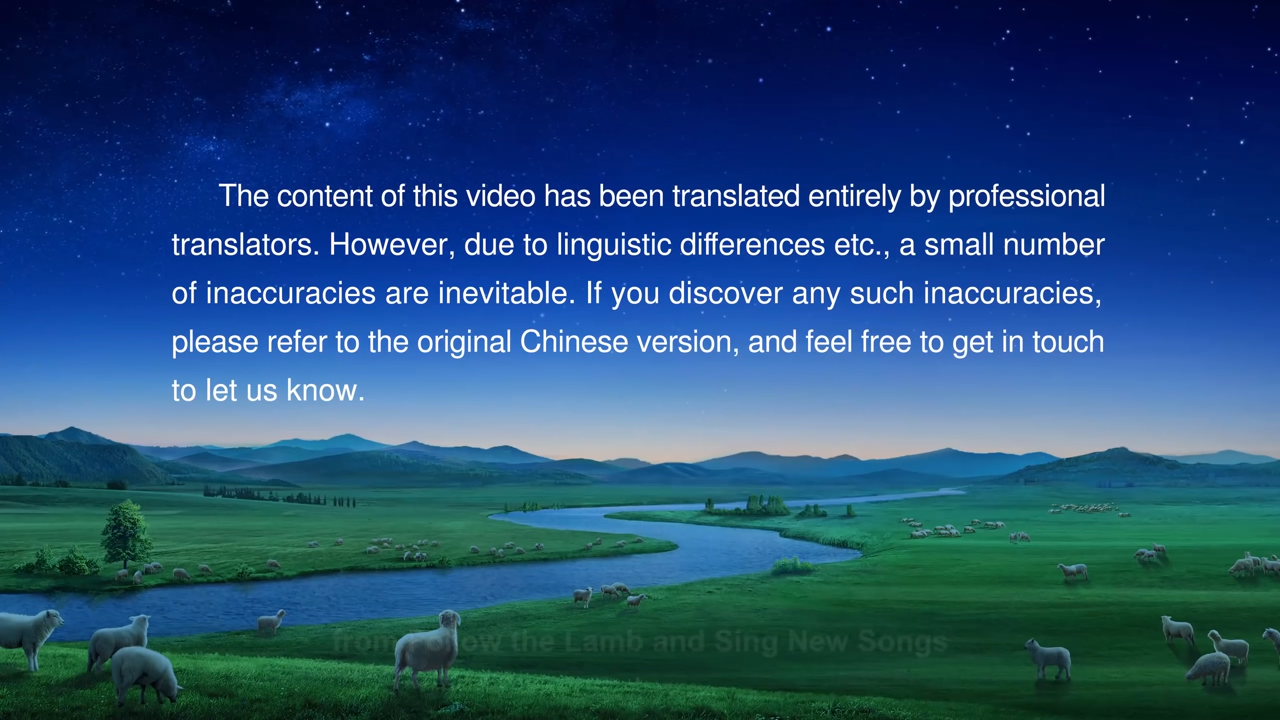 The content of this video has been translated entirely by professional
translators. However, due to linguistic differences etc., a small number
of inaccuracies are inevitable. If you discover any such inaccuracies,
please refer to the original Chinese version, and feel free to get in touch
to let us know.
from the Lamb and Sing New Songs